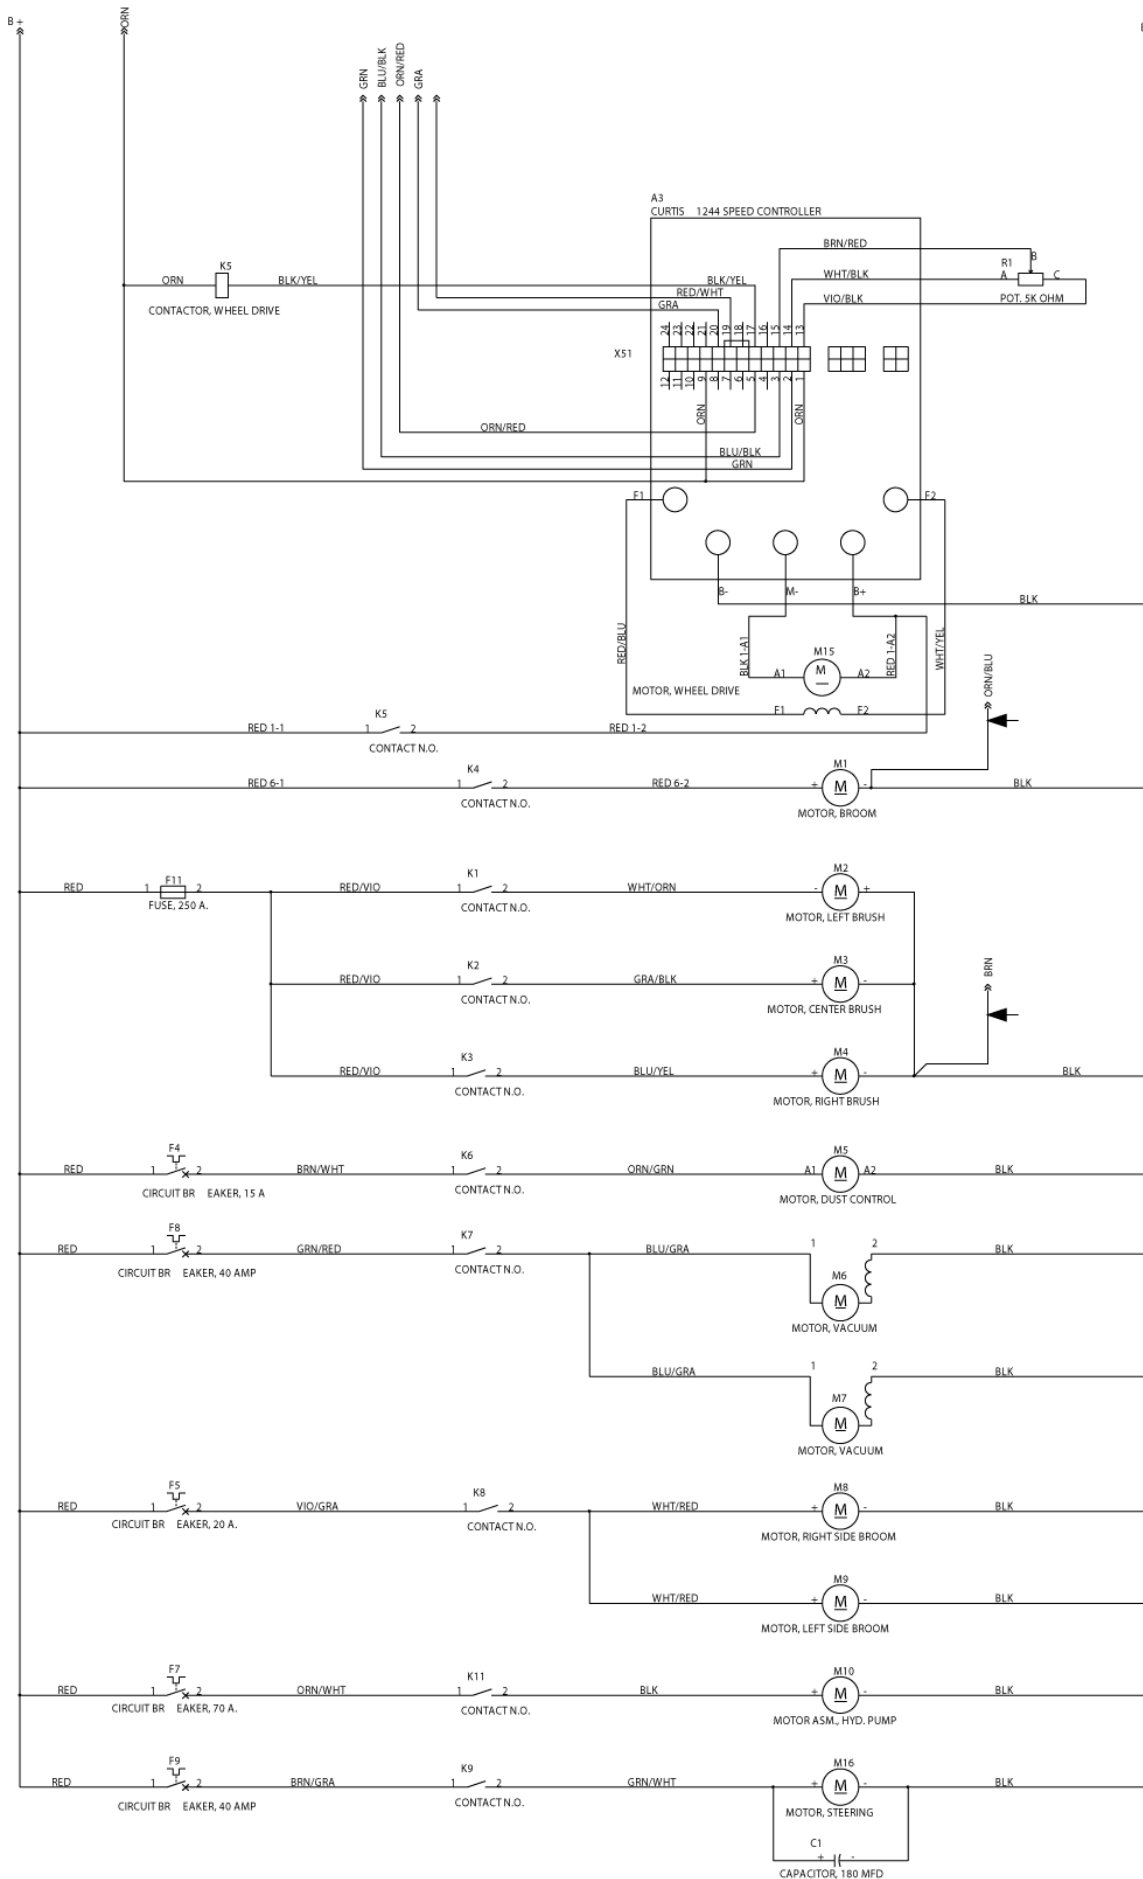 B +
ORN
B
GRN
BLU/BLK
ORN/RED
GRA
A3
CURTIS 1244 SPEED CONTROLLER
BRN/RED
B
K5
ORN
BLK/YEL
BLK/YEL
WHT/BLK
R1
A
C
CONTACTOR, WHEEL DRIVE
RED/WHT
GRA
VIO/BLK
POT. 5K OHM
24 23 22 21 20 19 18 17 16 15 14 13
X51
12 11 10 9 8 7 6 5 4 3 2 1
ORN
ORN
ORN/RED
BLU/BLK
GRN
F1
F2
B-
M-
B+
BLK
RED/BLU
BLK 1-A1
RED 1-A2
WHT/YEL
M15
A1
M
A2
MOTOR, WHEEL DRIVE
F1
F2
ORN/BLU
K5
RED 1-1
1
2
RED 1-2
CONTACT N.O.
K4
M1
RED 6-1
1
2
RED 6-2
+
M
-
BLK
CONTACT N.O.
MOTOR, BROOM
F11
K1
M2
RED
1
2
RED/VIO
1
2
WHT/ORN
-
M
+
FUSE, 250 A.
CONTACT N.O.
MOTOR, LEFT BRUSH
K2
M3
BRN
RED/VIO
1
2
GRA/BLK
+
M
-
CONTACT N.O.
MOTOR, CENTER BRUSH
K3
M4
RED/VIO
1
2
BLU/YEL
+
M
-
BLK
CONTACT N.O.
MOTOR, RIGHT BRUSH
F4
K6
M5
RED
1
2
BRN/WHT
1
2
ORN/GRN
A1
M
A2
BLK
CIRCUIT BR EAKER, 15 A
CONTACT N.O.
MOTOR, DUST CONTROL
F8
K7
RED
1
2
GRN/RED
1
2
BLU/GRA
1
2
BLK
CIRCUIT BR EAKER, 40 AMP
CONTACT N.O.
M6
M
MOTOR, VACUUM
BLU/GRA
1
2
BLK
M7
M
MOTOR, VACUUM
F5
K8
M8
RED
1
2
VIO/GRA
1
2
WHT/RED
+
M
-
BLK
CIRCUIT BR EAKER, 20 A.
CONTACT N.O.
MOTOR, RIGHT SIDE BROOM
M9
WHT/RED
+
M
-
BLK
MOTOR, LEFT SIDE BROOM
F7
K11
M10
RED
1
2
ORN/WHT
1
2
BLK
+
M
-
BLK
CIRCUIT BR EAKER, 70 A.
CONTACT N.O.
MOTOR ASM., HYD. PUMP
F9
K9
M16
RED
1
2
BRN/GRA
1
2
GRN/WHT
+
M
-
BLK
CIRCUIT BR EAKER, 40 AMP
CONTACT N.O.
MOTOR, STEERING
C1
+
-
CAPACITOR, 180 MFD